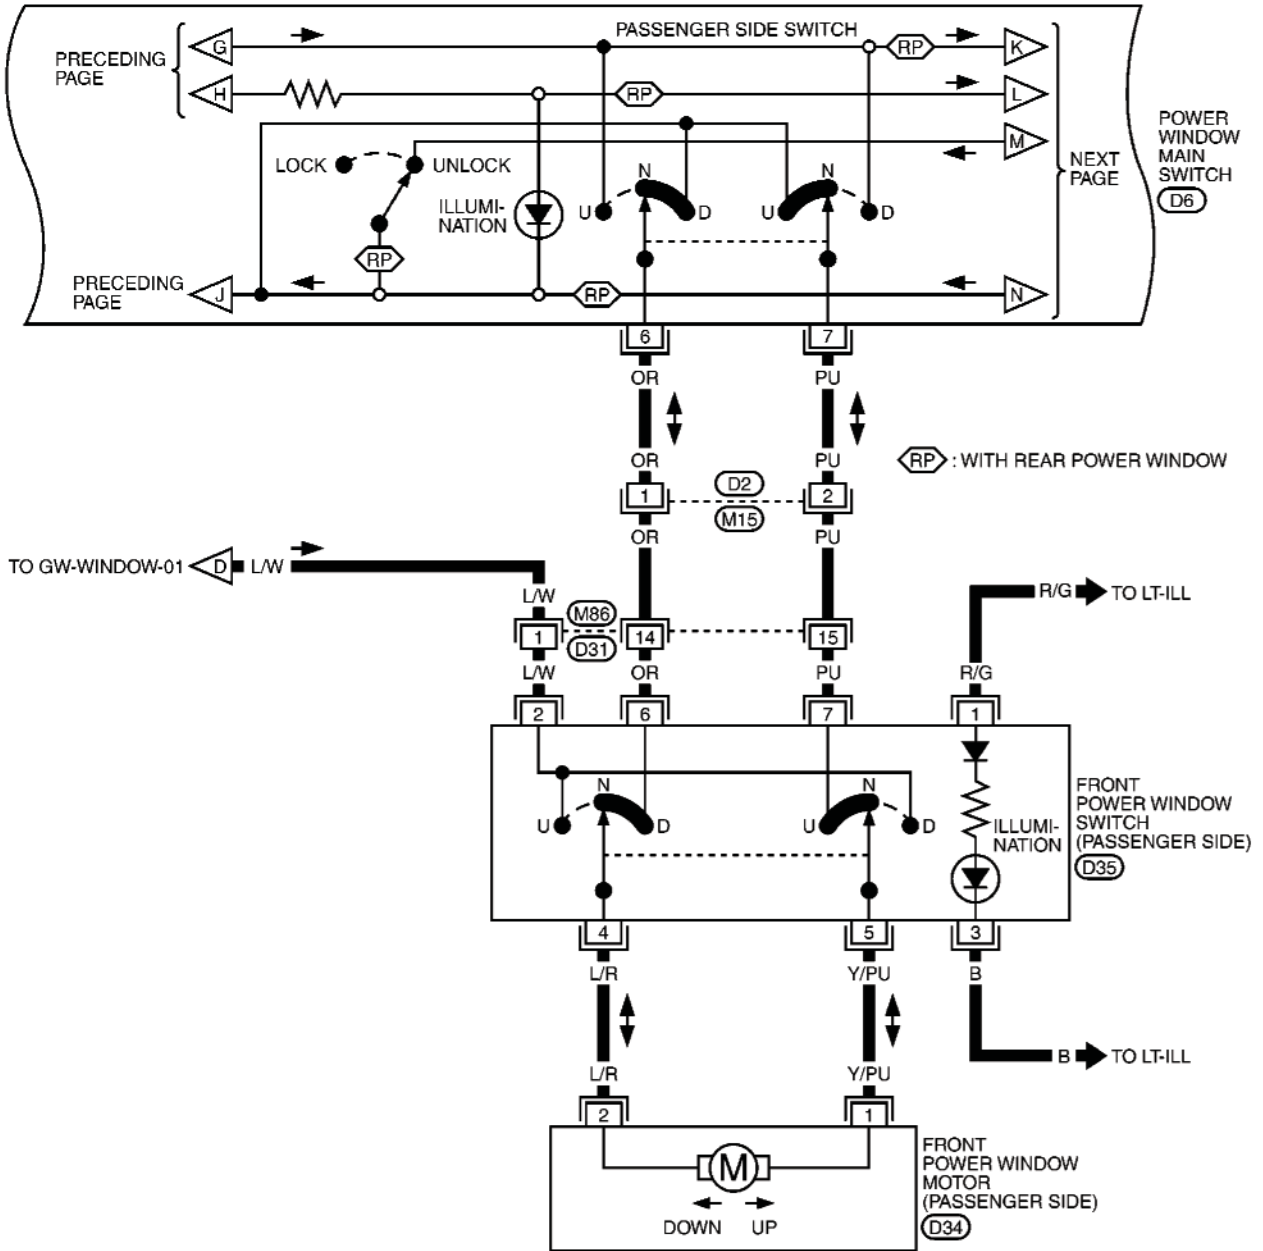 PASSENGER SIDE SWITCH
PRECEDING
PAGE
G
RP
K
H
RP
L
M
POWER
WINDOW
MAIN
SWITCH
D6
NEXT
PAGE
LOCK
UNLOCK
N
N
ILLUMI-
NATION
U
D
U
D
RP
PRECEDING
PAGE
J
RP
N
6
7
OR
PU
OR
PU
RP : WITH REAR POWER WINDOW
1
D2
M15
2
OR
PU
TO GW-WINDOW-01
D
L/W
L/W
R/G
TO LT-ILL
1
M86
D31
14
15
L/W
OR
PU
R/G
2
6
7
1
N
N
U
D
U
D
ILLUMI-
NATION
FRONT
POWER WINDOW
SWITCH
(PASSENGER SIDE)
D35
4
5
3
L/R
Y/PU
B
B
TO LT-ILL
L/R
Y/PU
2
1
M
DOWN
UP
FRONT
POWER WINDOW
MOTOR
(PASSENGER SIDE)
D34